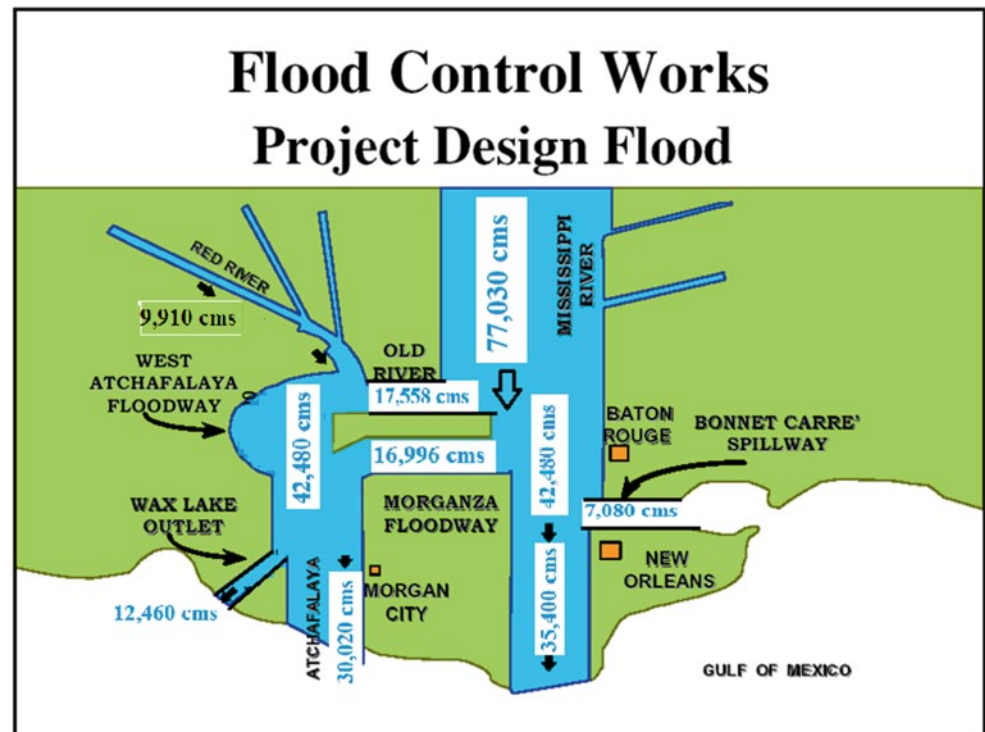 Flood Control Works
Project Design Flood
RED RIVER
9,910 cms
WEST
ATCHAFALAYA
FLOODWAY
OLD
RIVER
17,558 cms
77,030 cms
MISSISSIPPI
RIVER
42,480 cms
16,996 cms
42,480 cms
BATON
ROUGE
BONNET CARRE'
SPILLWAY
7,080 cms
WAX LAKE
OUTLET
MORGANZA
FLOODWAY
12,460 cms
ATCHAFALAYA
30,020 cms
MORGAN
CITY
35,400 cms
NEW
ORLEANS
GULF OF MEXICO